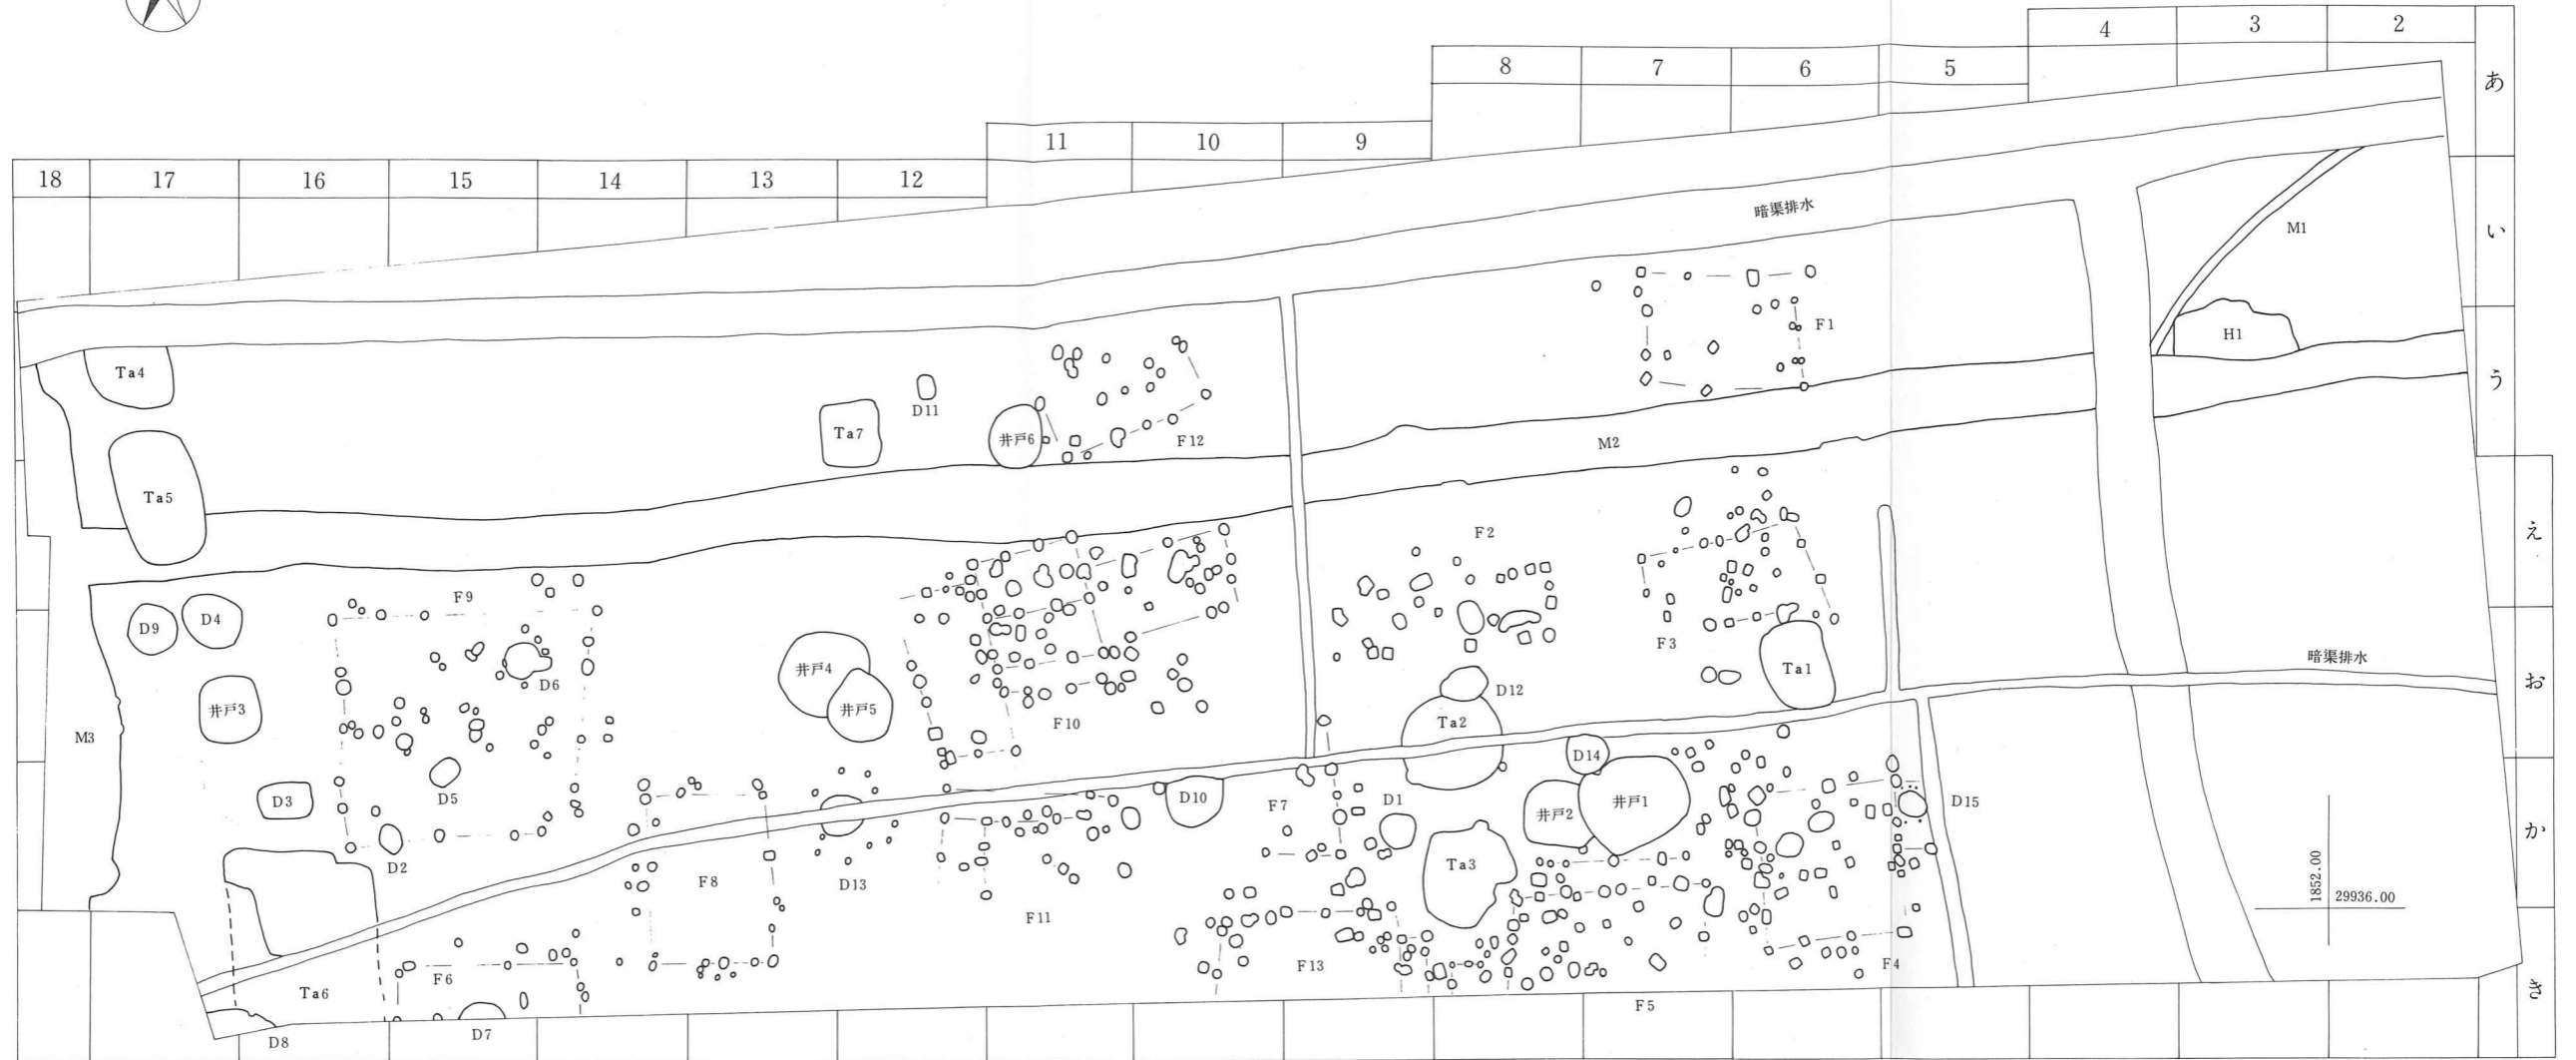 4 3 2
8 7 6 5
あ
11 10 9
18 17 16 15 14 13 12
暗渠排水
M1
い
F1
H1
Ta4
う
D11
Ta7
井戸6
F12
M2
Ta5
F2
え
F9
D9
D4
F3
暗渠排水
井戸4
Ta1
D6
お
D12
井戸3
井戸5
Ta2
F10
M3
D14
D5
D3
D10
F7
D1
井戸2
井戸1
D15
か
D2
Ta3
F8
D13
1852.00
29936.00
F11
F13
F4
F6
Ta6
き
F5
D7
D8